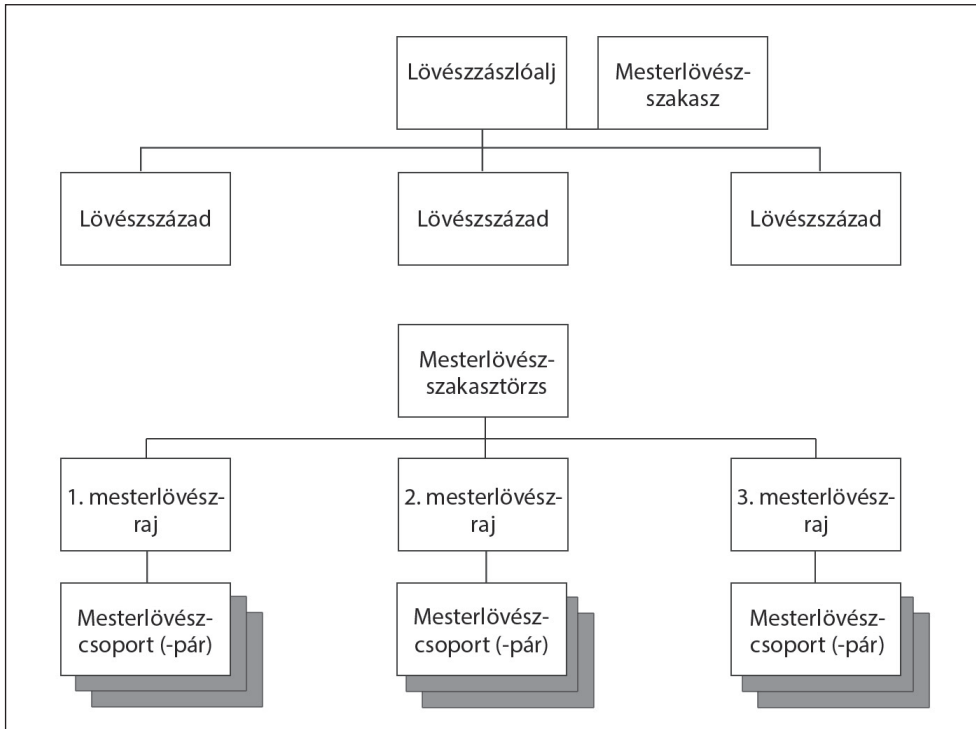 Lövészzászlóalj
Mesterlövész-
szakasz
Lövészszázad
Lövészszázad
Lövészszázad
Mesterlövész-
szakasztörzs
1. mesterlövész-
raj
2. mesterlövész-
raj
3. mesterlövész-
raj
Mesterlövész-
csoport (-pár)
Mesterlövész-
csoport (-pár)
Mesterlövész-
csoport (-pár)